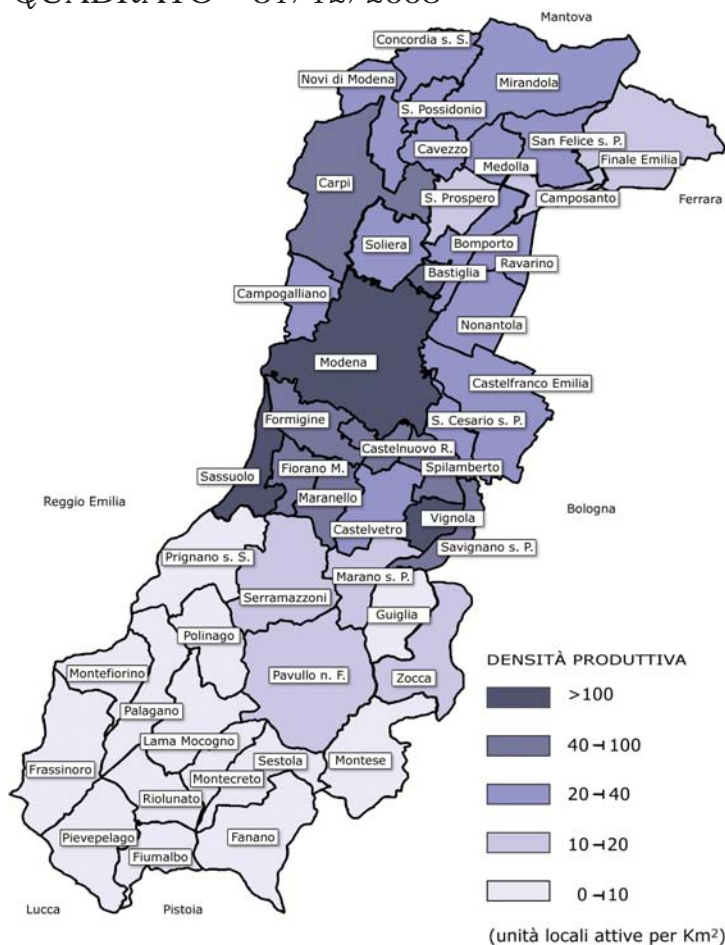 QUADRATO - 31/12/2008
Mantova
Concordia s. S.
Novi di Modena
Mirandola
S. Possidonio
San Felice s. P.
Cavezzo
Finale Emilia
Medolla
Carpi
S. Prospero
Camposanto
Ferrara
Soliera
Bomporto
Ravarino
Bastiglia
Campogalliano
Nonantola
Modena
Castelfranco Emilia
Formigine
S. Cesario s. P.
Castelnuovo R.
Fiorano M.
Spilamberto
Sassuolo
Maranello
Reggio Emilia
Bologna
Vignola
Castelvetro
Savignano s. P.
Prignano s. S.
Marano s. P.
Serramazzoni
Guiglia
Polinago
DENSITÀ PRODUTTIVA
Montefiorino
Pavullo n. F.
Zocca
>100
Palagano
Lama Mocogno
40⊣100
Sestola
Montese
Frassinoro
Montecreto
Riolunato
20⊣40
Pievepelago
Fanano
10⊣20
Fiumalbo
0⊣10
Lucca
Pistoia
(unità locali attive per Km²)